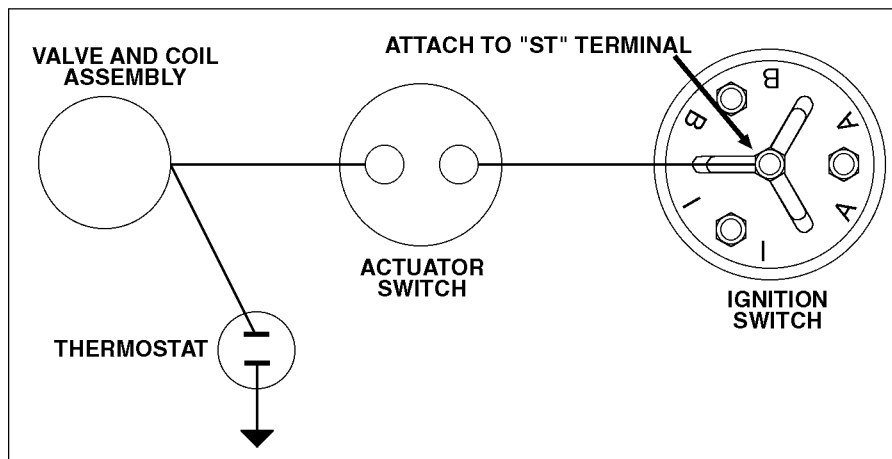 VALVE AND COIL
ASSEMBLY
ATTACH TO "ST" TERMINAL
B
B
A
A
I
I
ACTUATOR
SWITCH
IGNITION
SWITCH
THERMOSTAT